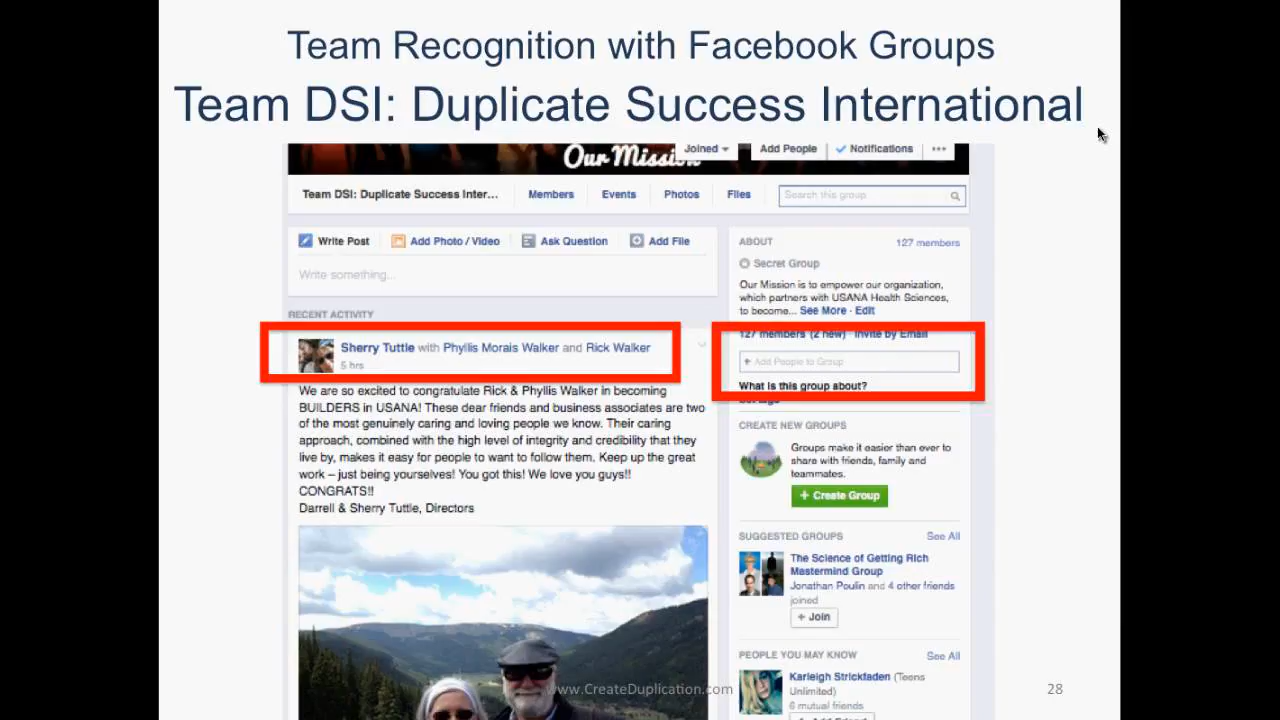 Team Recognition with Facebook Groups
Team DSI: Duplicate Success International
Our Mission
Joined
Add People
Notifications
Team DSI: Duplicate Success Inter...
Members
Events
Photos
Files
Search this group
Write Post
Add Photo / Video
Ask Question
Add File
Write something...
RECENT ACTIVITY
Sherry Tuttle with Phyllis Morais Walker and Rick Walker
5 hrs
We are so excited to congratulate Rick & Phyllis Walker in becoming
BUILDERS in USANA! These dear friends and business associates are two
of the most genuinely caring and loving people we know. Their caring
approach, combined with the high level of integrity and credibility that they
live by, makes it easy for people to want to follow them. Keep up the great
work – just being yourselves! You got this! We love you guys!!
CONGRATS!!
Darrell & Sherry Tuttle, Directors
ABOUT
127 members
Secret Group
Our Mission is to empower our organization,
which partners with USANA Health Sciences,
to become... See More · Edit
127 members (2 new) · Invite by Email
+ Add People to Group
What is this group about?
CREATE NEW GROUPS
Groups make it easier than ever to
share with friends, family and
teammates.
+ Create Group
SUGGESTED GROUPS
See All
The Science of Getting Rich
Mastermind Group
Jonathan Poulin and 4 other friends
joined
+ Join
PEOPLE YOU MAY KNOW
See All
Karleigh Strickfaden (Teens
Unlimited)
6 mutual friends
www.CreateDuplication.com
28